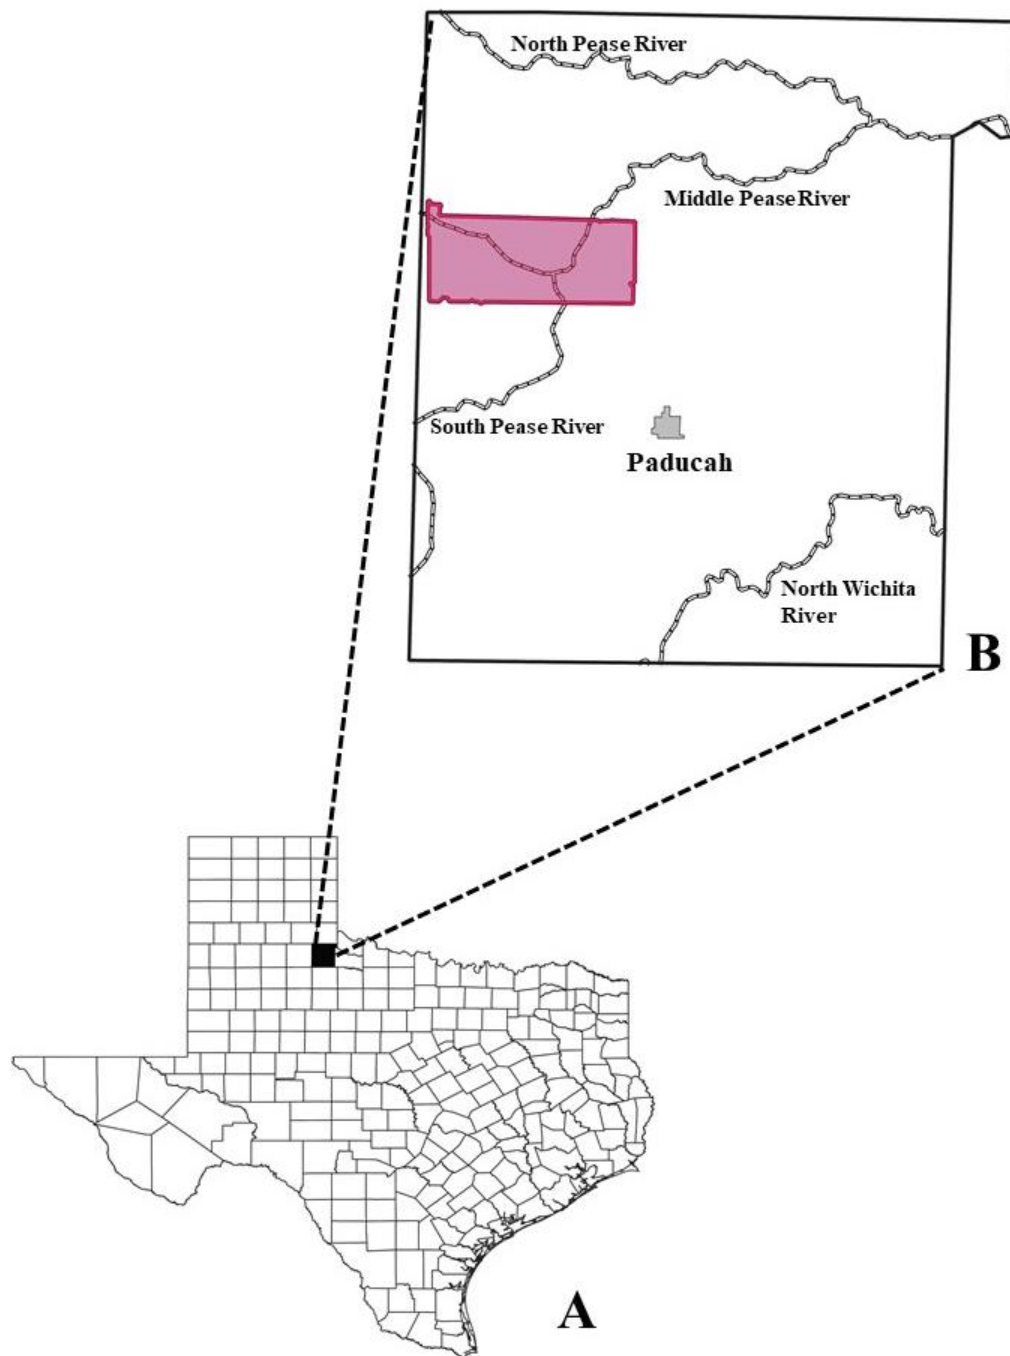 North Pease River
Middle Pease River
South Pease River
Paducah
North Wichita
River
B
A